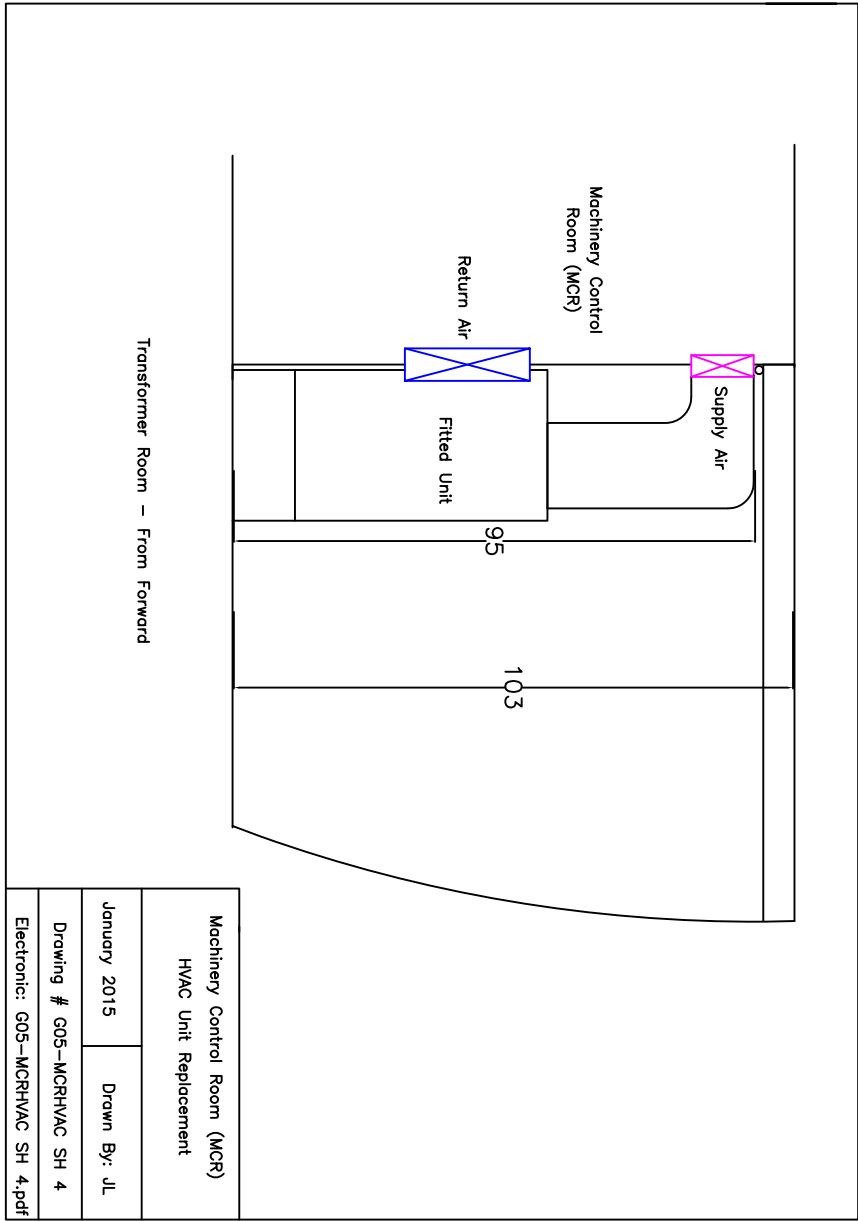 Machinery Control
Room (MCR)
Return Air
Supply Air
Fitted Unit
95
103
Transformer Room – From Forward
Machinery Control Room (MCR)
HVAC Unit Replacement
January 2015
Drawn By: JL
Drawing # G05–MCRHVAC SH 4
Electronic: G05–MCRHVAC SH 4.pdf